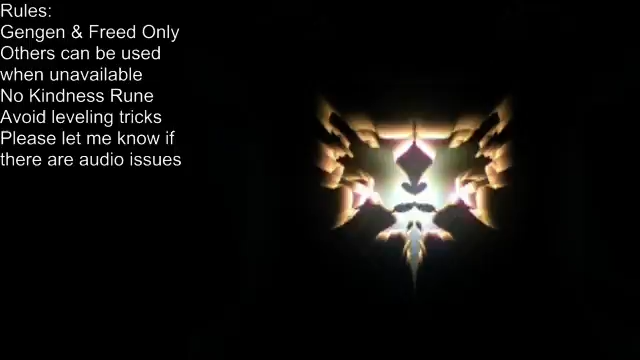 Rules:
Gengen & Freed Only
Others can be used
when unavailable
No Kindness Rune
Avoid leveling tricks
Please let me know if
there are audio issues